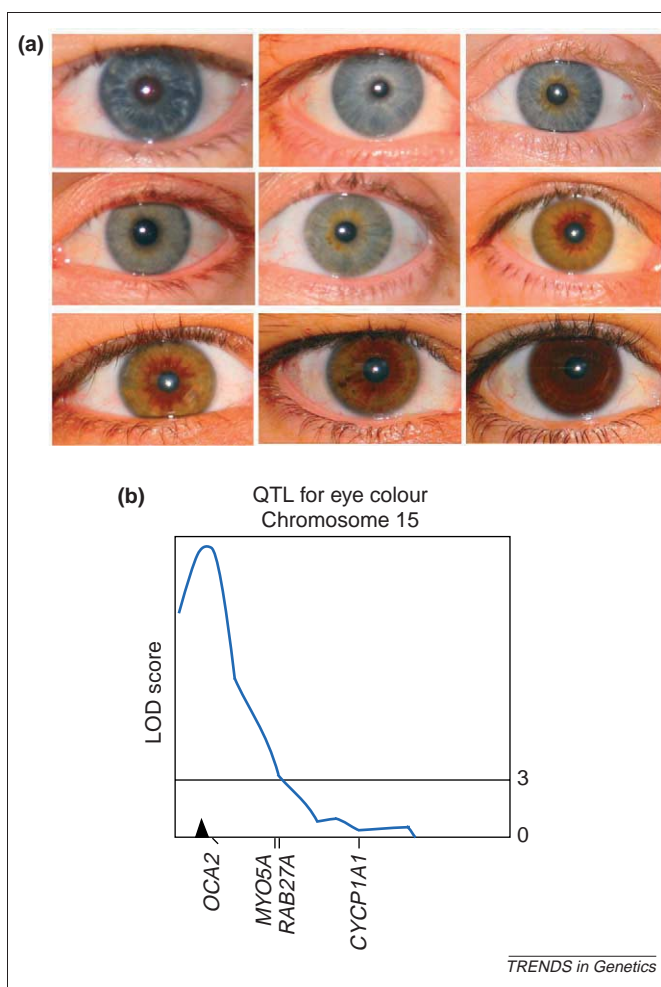 (a)
(b)
QTL for eye colour
Chromosome 15
LOD score
3
0
OCA2
MYO5A
RAB27A
CYCP1A1
TRENDS in Genetics